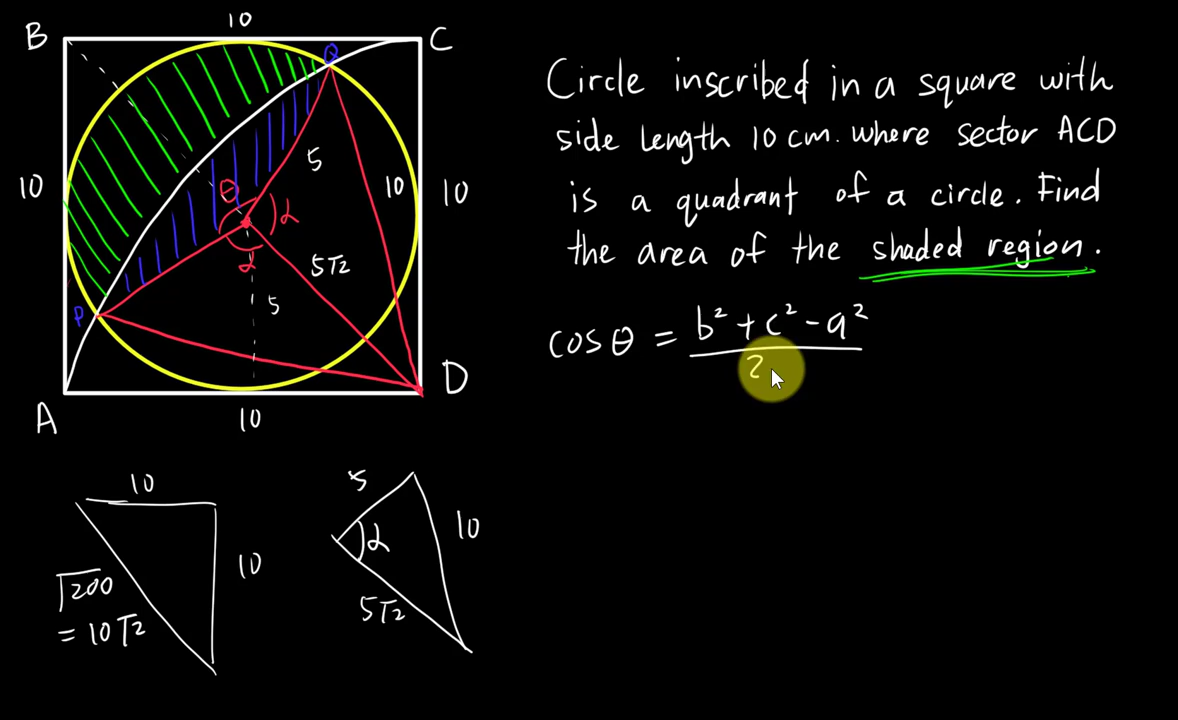 10
B
C
Q
Circle inscribed in a square with
side length 10 cm. where sector ACD
is a quadrant of a circle. Find
the area of the shaded region.
5
10
θ
10
10
α
α
5√2
5
P
cos θ = b² + c² - a²
2
D
A
10
10
5
10
α
10
√200
5√2
= 10√2